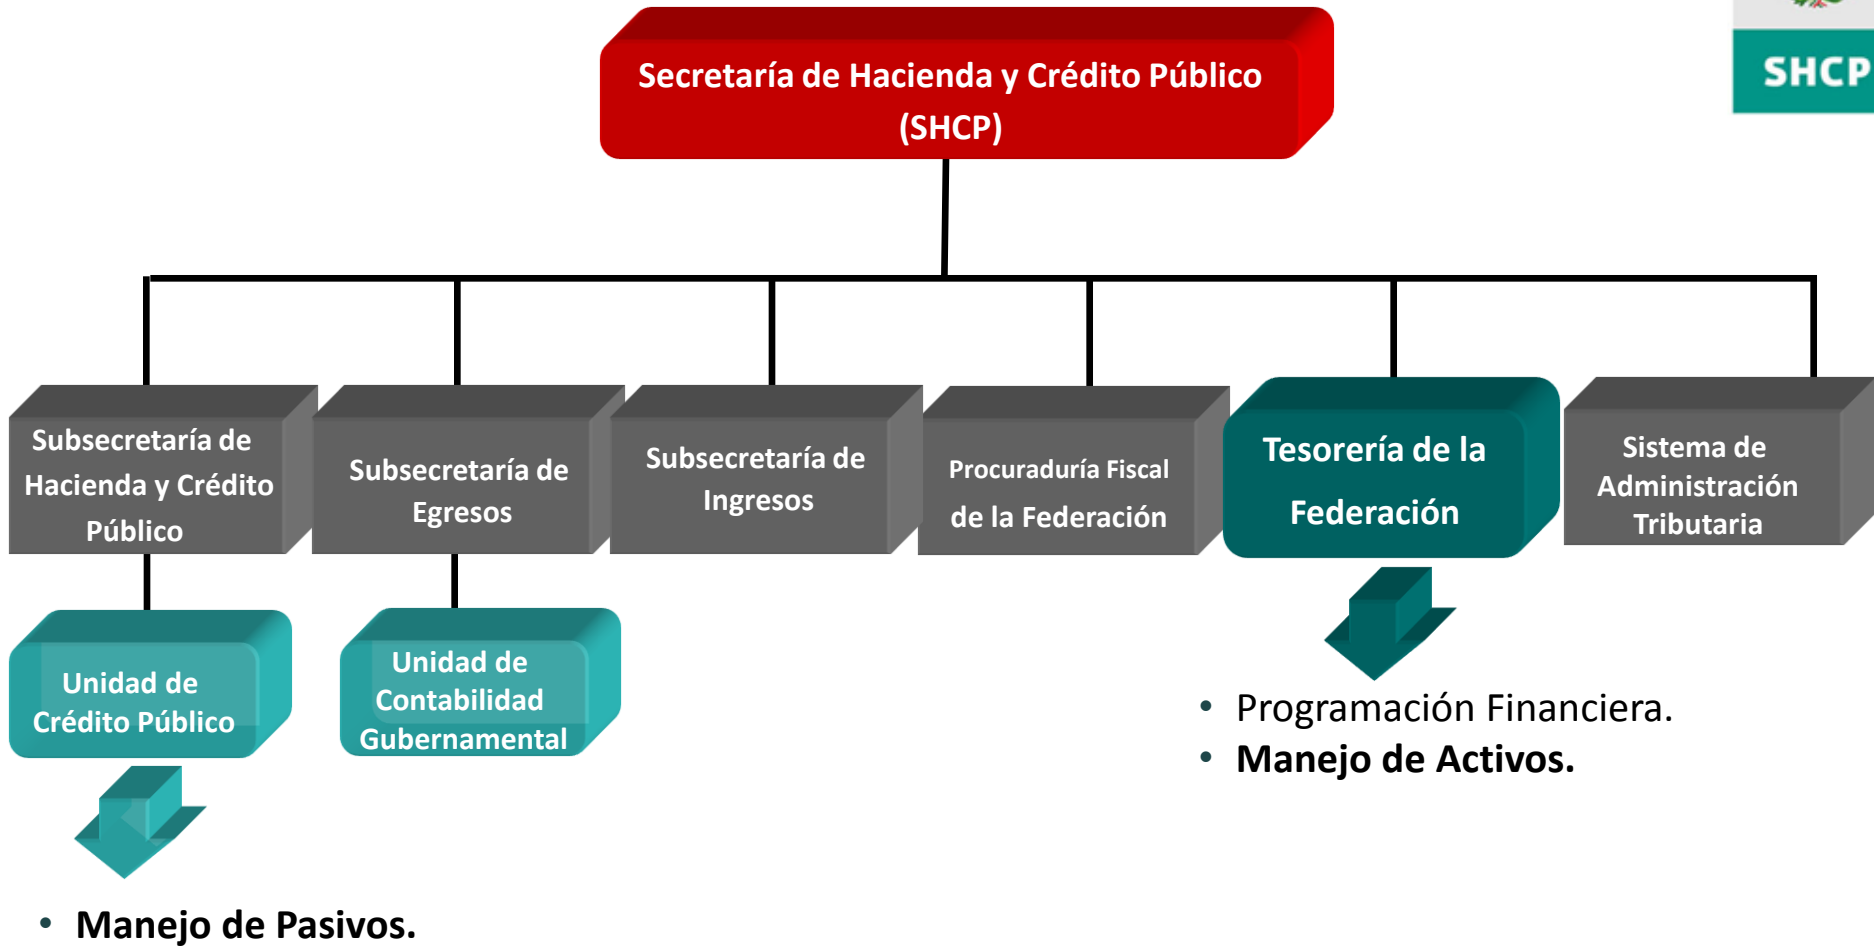 Secretaría de Hacienda y Crédito Público
(SHCP)
SHCP
Subsecretaría de
Hacienda y Crédito
Público
Subsecretaría de
Egresos
Subsecretaría de
Ingresos
Procuraduría Fiscal
de la Federación
Tesorería de la
Federación
Sistema de
Administración
Tributaria
Unidad de
Crédito Público
Unidad de
Contabilidad
Gubernamental
• Programación Financiera.
• Manejo de Activos.
• Manejo de Pasivos.